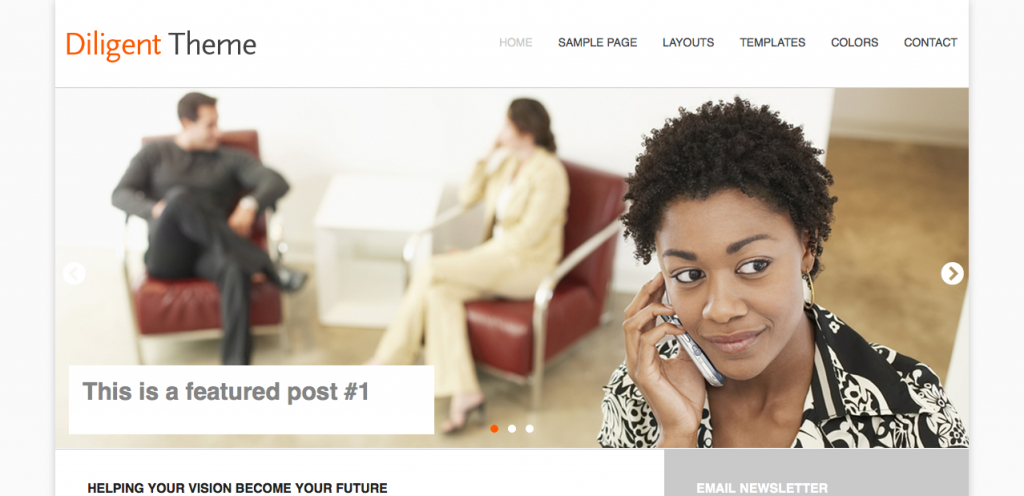 Diligent Theme
HOME SAMPLE PAGE LAYOUTS TEMPLATES COLORS CONTACT
This is a featured post #1
HELPING YOUR VISION BECOME YOUR FUTURE
EMAIL NEWSLETTER